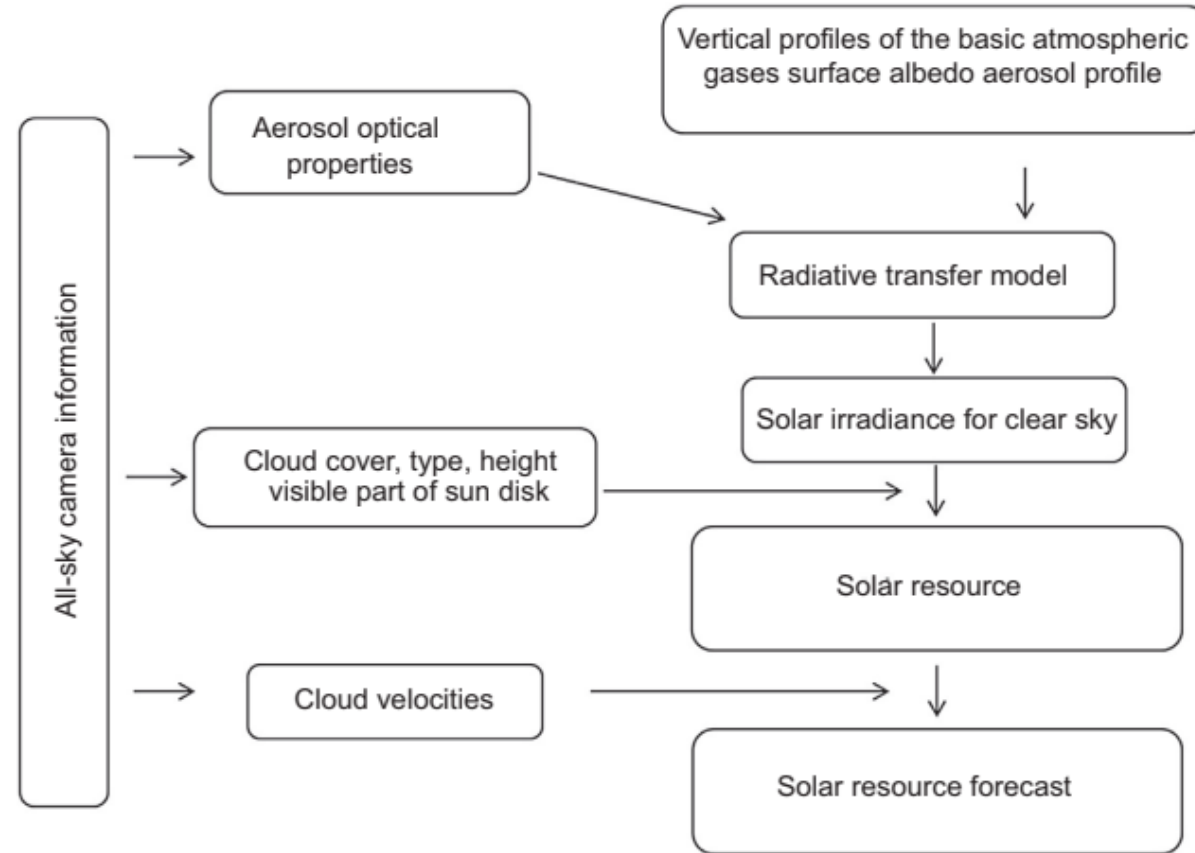 Vertical profiles of the basic atmospheric
gases surface albedo aerosol profile
All-sky camera information
Aerosol optical
properties
Radiative transfer model
Solar irradiance for clear sky
Cloud cover, type, height
visible part of sun disk
Solar resource
Cloud velocities
Solar resource forecast